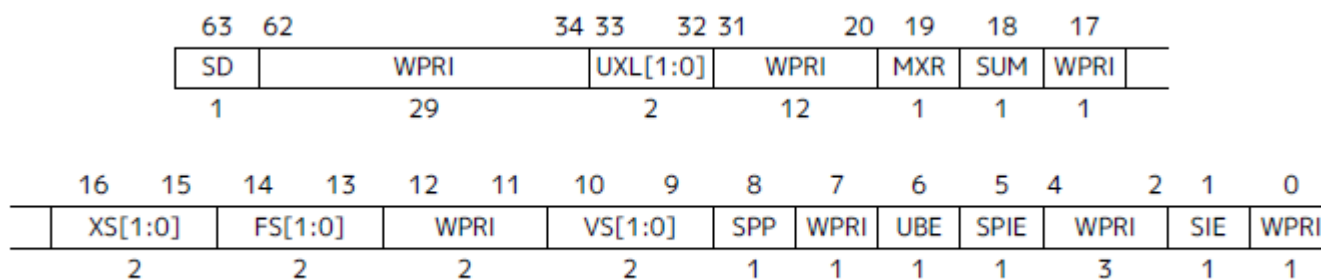 63 62 34 33 32 31 20 19 18 17
SD WPRI UXL[1:0] WPRI MXR SUM WPRI
1 29 2 12 1 1 1
16 15 14 13 12 11 10 9 8 7 6 5 4 2 1 0
XS[1:0] FS[1:0] WPRI VS[1:0] SPP WPRI UBE SPIE WPRI SIE WPRI
2 2 2 2 1 1 1 1 3 1 1